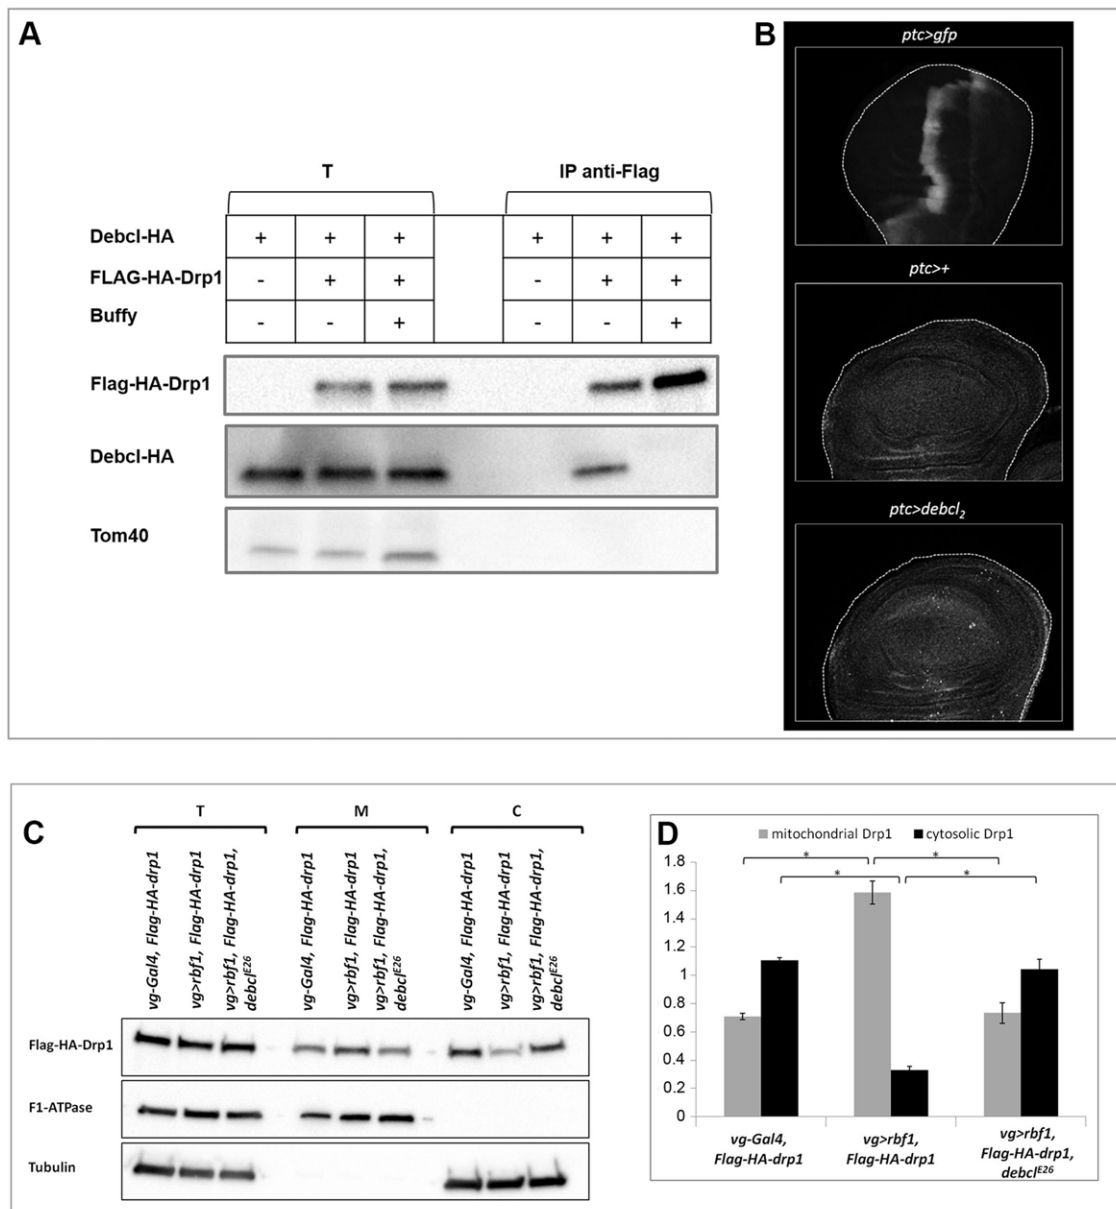 A
T
IP anti-Flag
Debcl-HA + + + + + +
FLAG-HA-Drp1 - + + - + +
Buffy - - + - - +
Flag-HA-Drp1
Debcl-HA
Tom40
B
ptc>gfp
ptc>+
ptc>debcl2
C
T M C
vg-Gal4, Flag-HA-drp1
vg>rbf1, Flag-HA-drp1
vg>rbf1, Flag-HA-drp1,
debclE26
vg-Gal4, Flag-HA-drp1
vg>rbf1, Flag-HA-drp1
vg>rbf1, Flag-HA-drp1,
debclE26
vg-Gal4, Flag-HA-drp1
vg>rbf1, Flag-HA-drp1
vg>rbf1, Flag-HA-drp1,
debclE26
Flag-HA-Drp1
F1-ATPase
Tubulin
D
mitochondrial Drp1 cytosolic Drp1
* *
* *
1.8
1.6
1.4
1.2
1
0.8
0.6
0.4
0.2
0
vg-Gal4,
Flag-HA-drp1
vg>rbf1,
Flag-HA-drp1
vg>rbf1,
Flag-HA-drp1,
debclE26